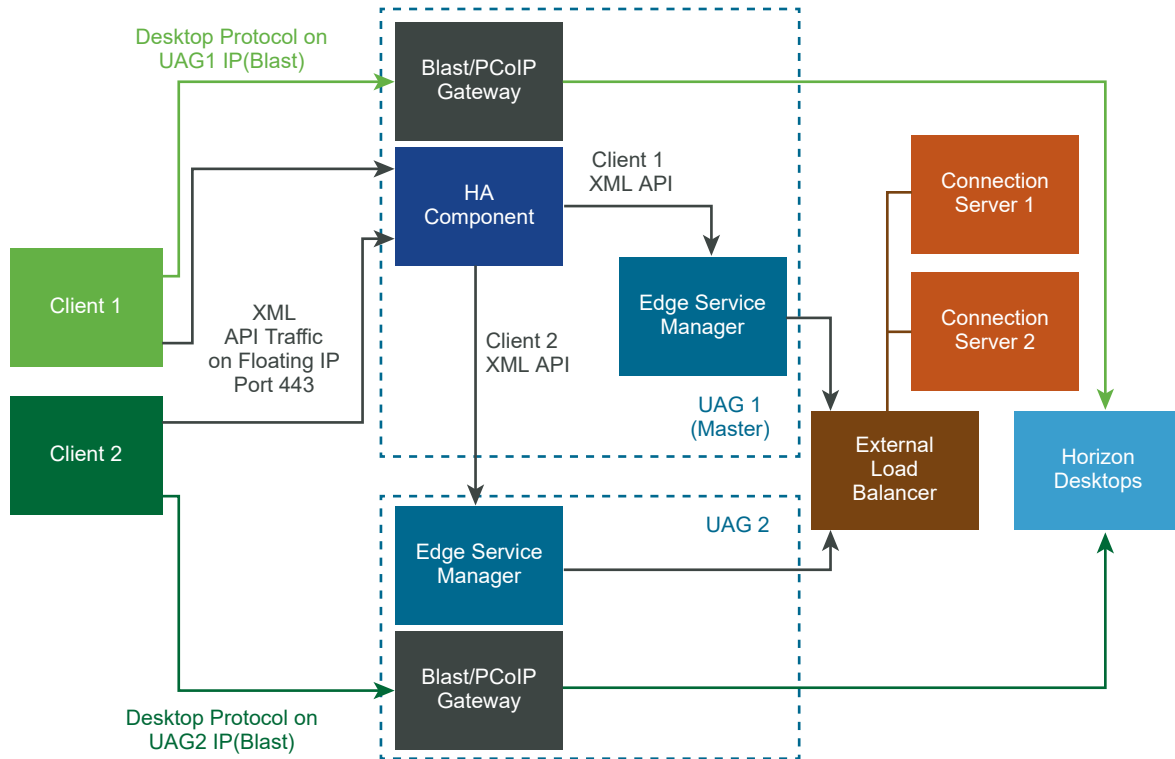 Desktop Protocol on
UAG1 IP(Blast)
Blast/PCoIP
Gateway
HA
Component
Client 1
XML API
Connection
Server 1
Client 1
XML
API Traffic
on Floating IP
Port 443
Edge Service
Manager
Connection
Server 2
Client 2
XML API
Client 2
UAG 1
(Master)
External
Load
Balancer
Horizon
Desktops
UAG 2
Edge Service
Manager
Blast/PCoIP
Gateway
Desktop Protocol on
UAG2 IP(Blast)